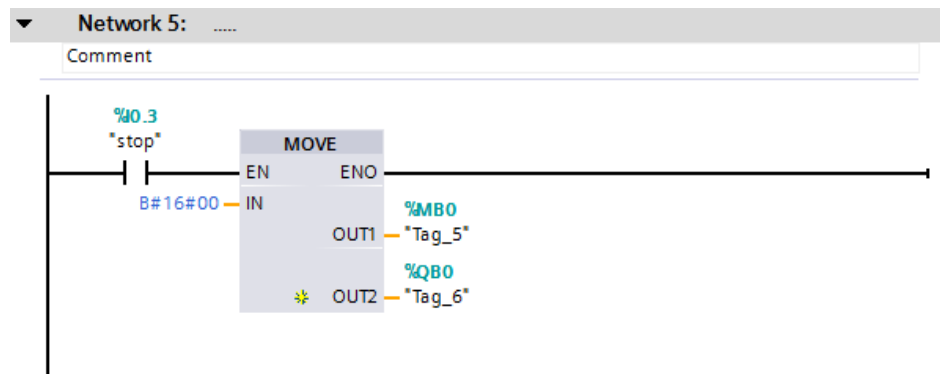 Network 5: .....
Comment
%I0.3
"stop"
MOVE
EN ENO
B#16#00 IN
%MB0
OUT1 "Tag_5"
%QB0
OUT2 "Tag_6"